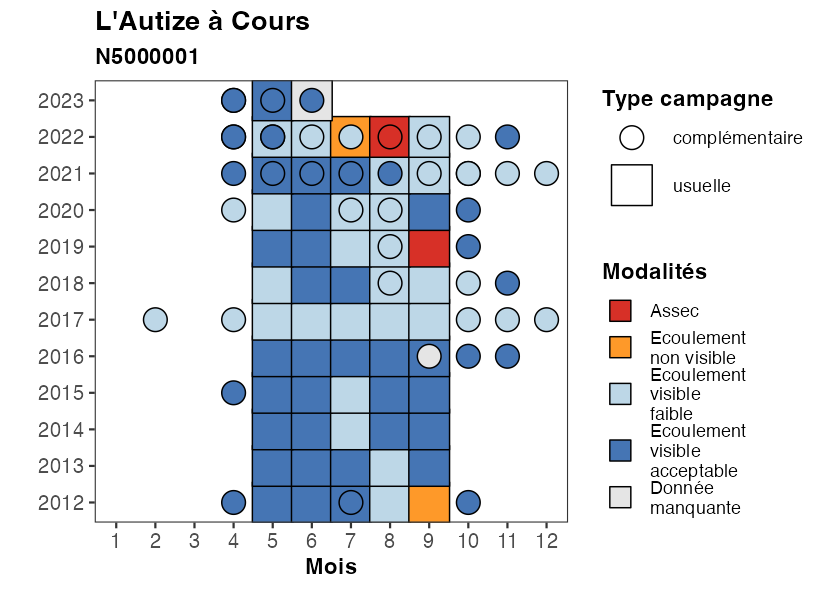 L'Autize à Cours
N5000001
2023
2022
2021
2020
2019
2018
2017
2016
2015
2014
2013
2012
1 2 3 4 5 6 7 8 9 10 11 12
Mois
Type campagne
complémentaire
usuelle
Modalités
Assec
Ecoulement
non visible
Ecoulement
visible
faible
Ecoulement
visible
acceptable
Donnée
manquante